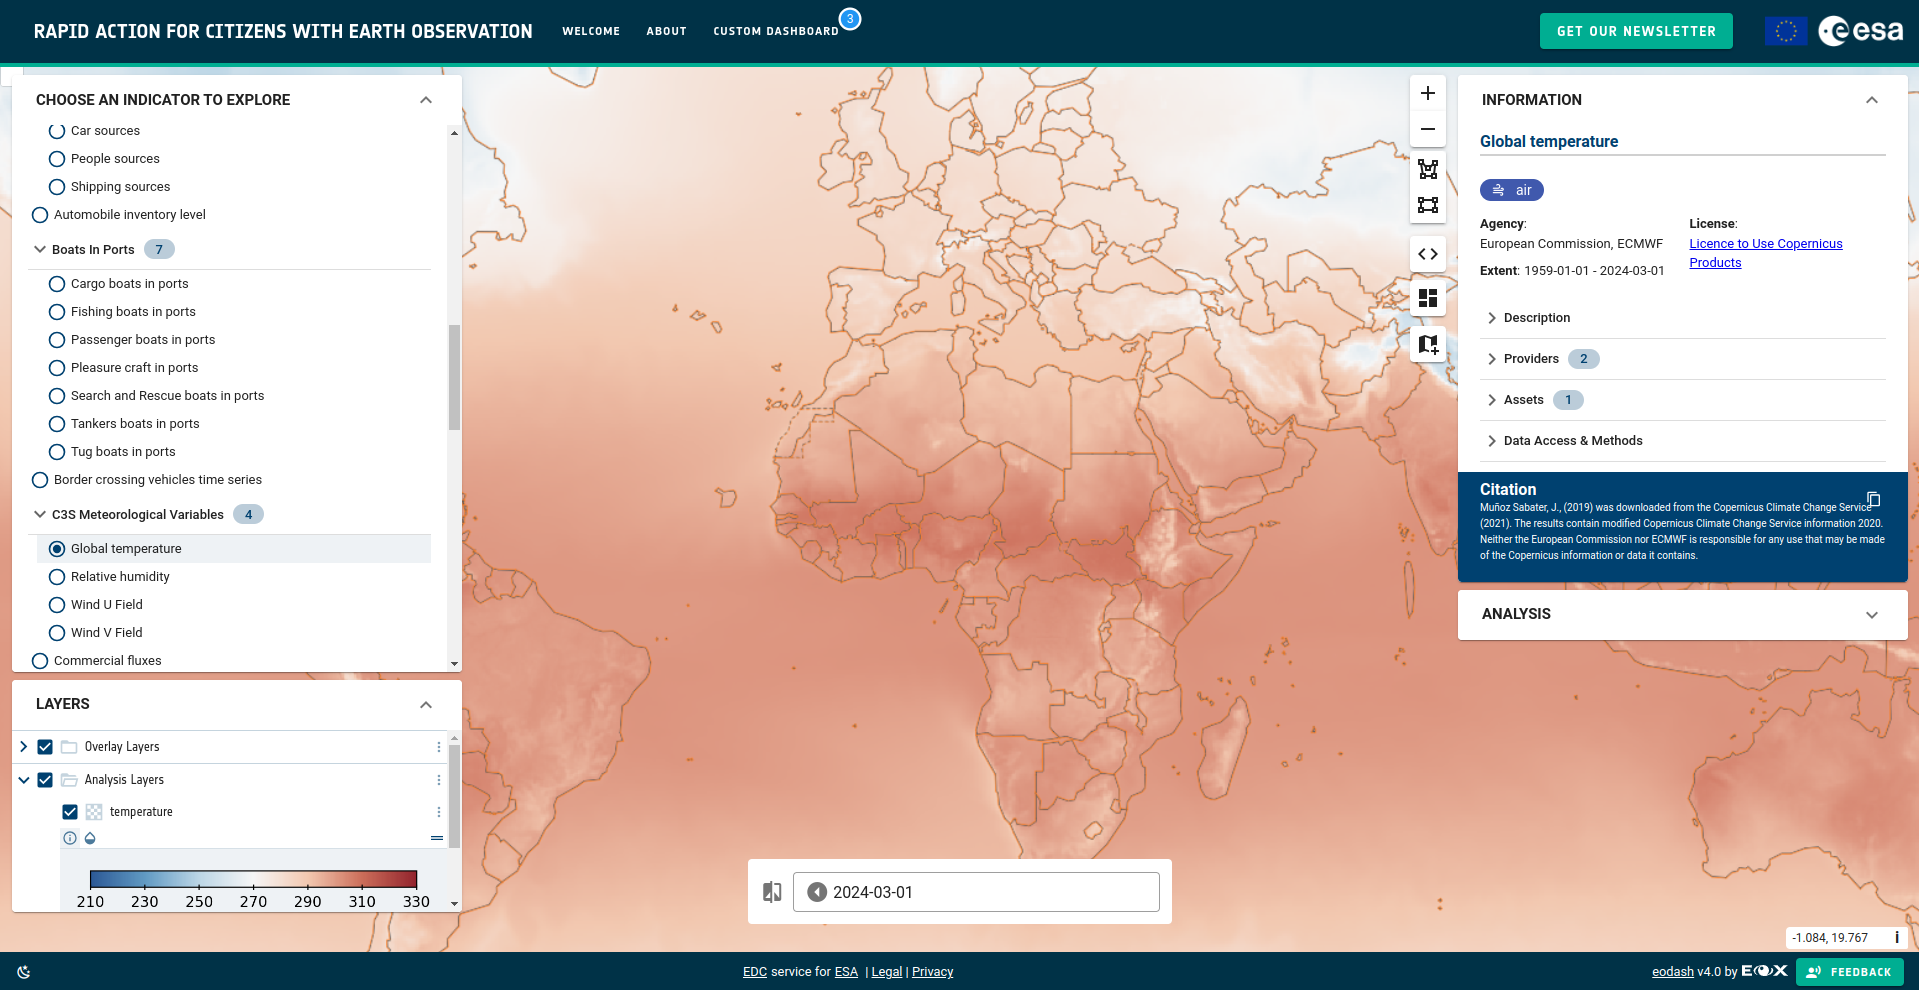 RAPID ACTION FOR CITIZENS WITH EARTH OBSERVATION
WELCOME
ABOUT
CUSTOM DASHBOARD
3
GET OUR NEWSLETTER
esa
CHOOSE AN INDICATOR TO EXPLORE
Car sources
People sources
Shipping sources
Automobile inventory level
Boats In Ports 7
Cargo boats in ports
Fishing boats in ports
Passenger boats in ports
Pleasure craft in ports
Search and Rescue boats in ports
Tankers boats in ports
Tug boats in ports
Border crossing vehicles time series
C3S Meteorological Variables 4
Global temperature
Relative humidity
Wind U Field
Wind V Field
Commercial fluxes
LAYERS
Overlay Layers
Analysis Layers
temperature
210 230 250 270 290 310 330
2024-03-01
INFORMATION
Global temperature
air
Agency:
European Commission, ECMWF
Extent: 1959-01-01 - 2024-03-01
License:
Licence to Use Copernicus
Products
Description
Providers 2
Assets 1
Data Access & Methods
Citation
Muñoz Sabater, J., (2019) was downloaded from the Copernicus Climate Change Service
(2021). The results contain modified Copernicus Climate Change Service information 2020.
Neither the European Commission nor ECMWF is responsible for any use that may be made
of the Copernicus information or data it contains.
ANALYSIS
-1.084, 19.767
i
EDC service for ESA | Legal | Privacy
eodash v4.0 by EOX
FEEDBACK